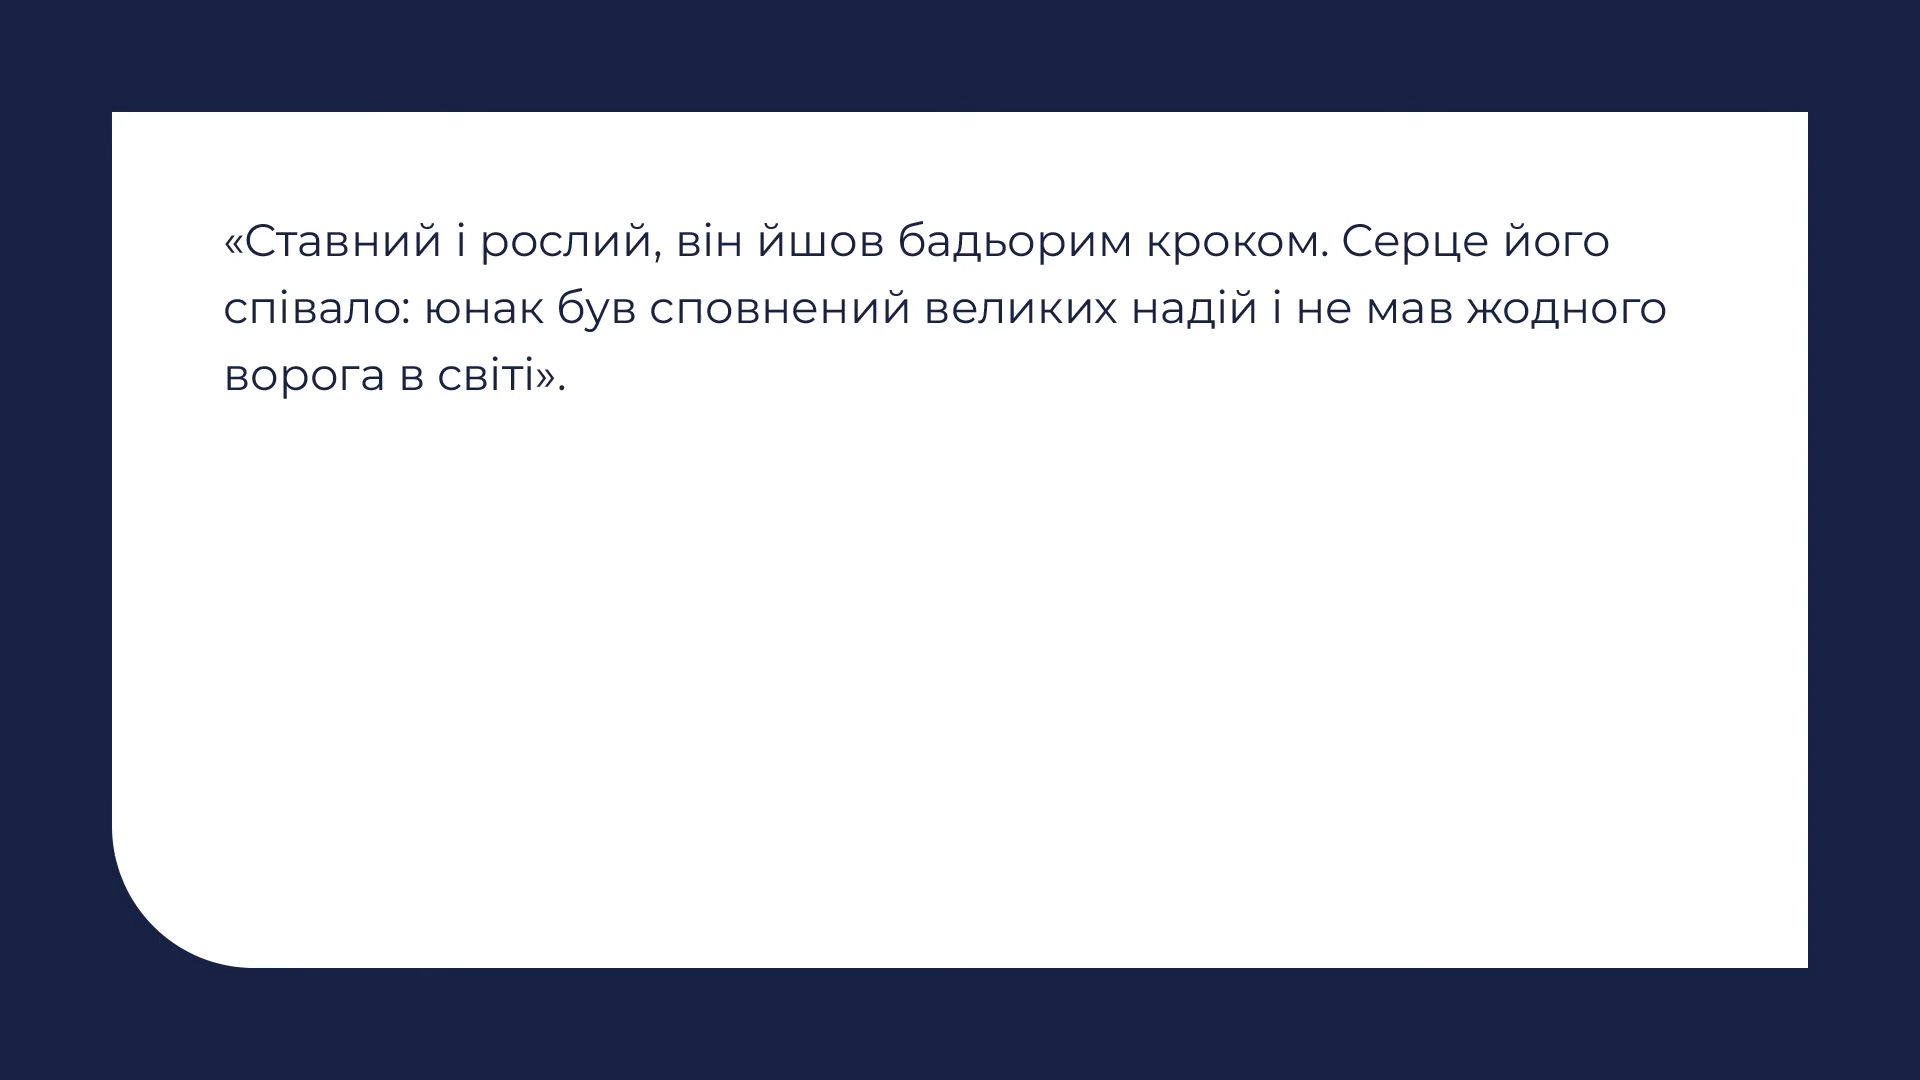 «Ставний і рослий, він йшов бадьорим кроком. Серце його
співало: юнак був сповнений великих надій і не мав жодного
ворога в світі».